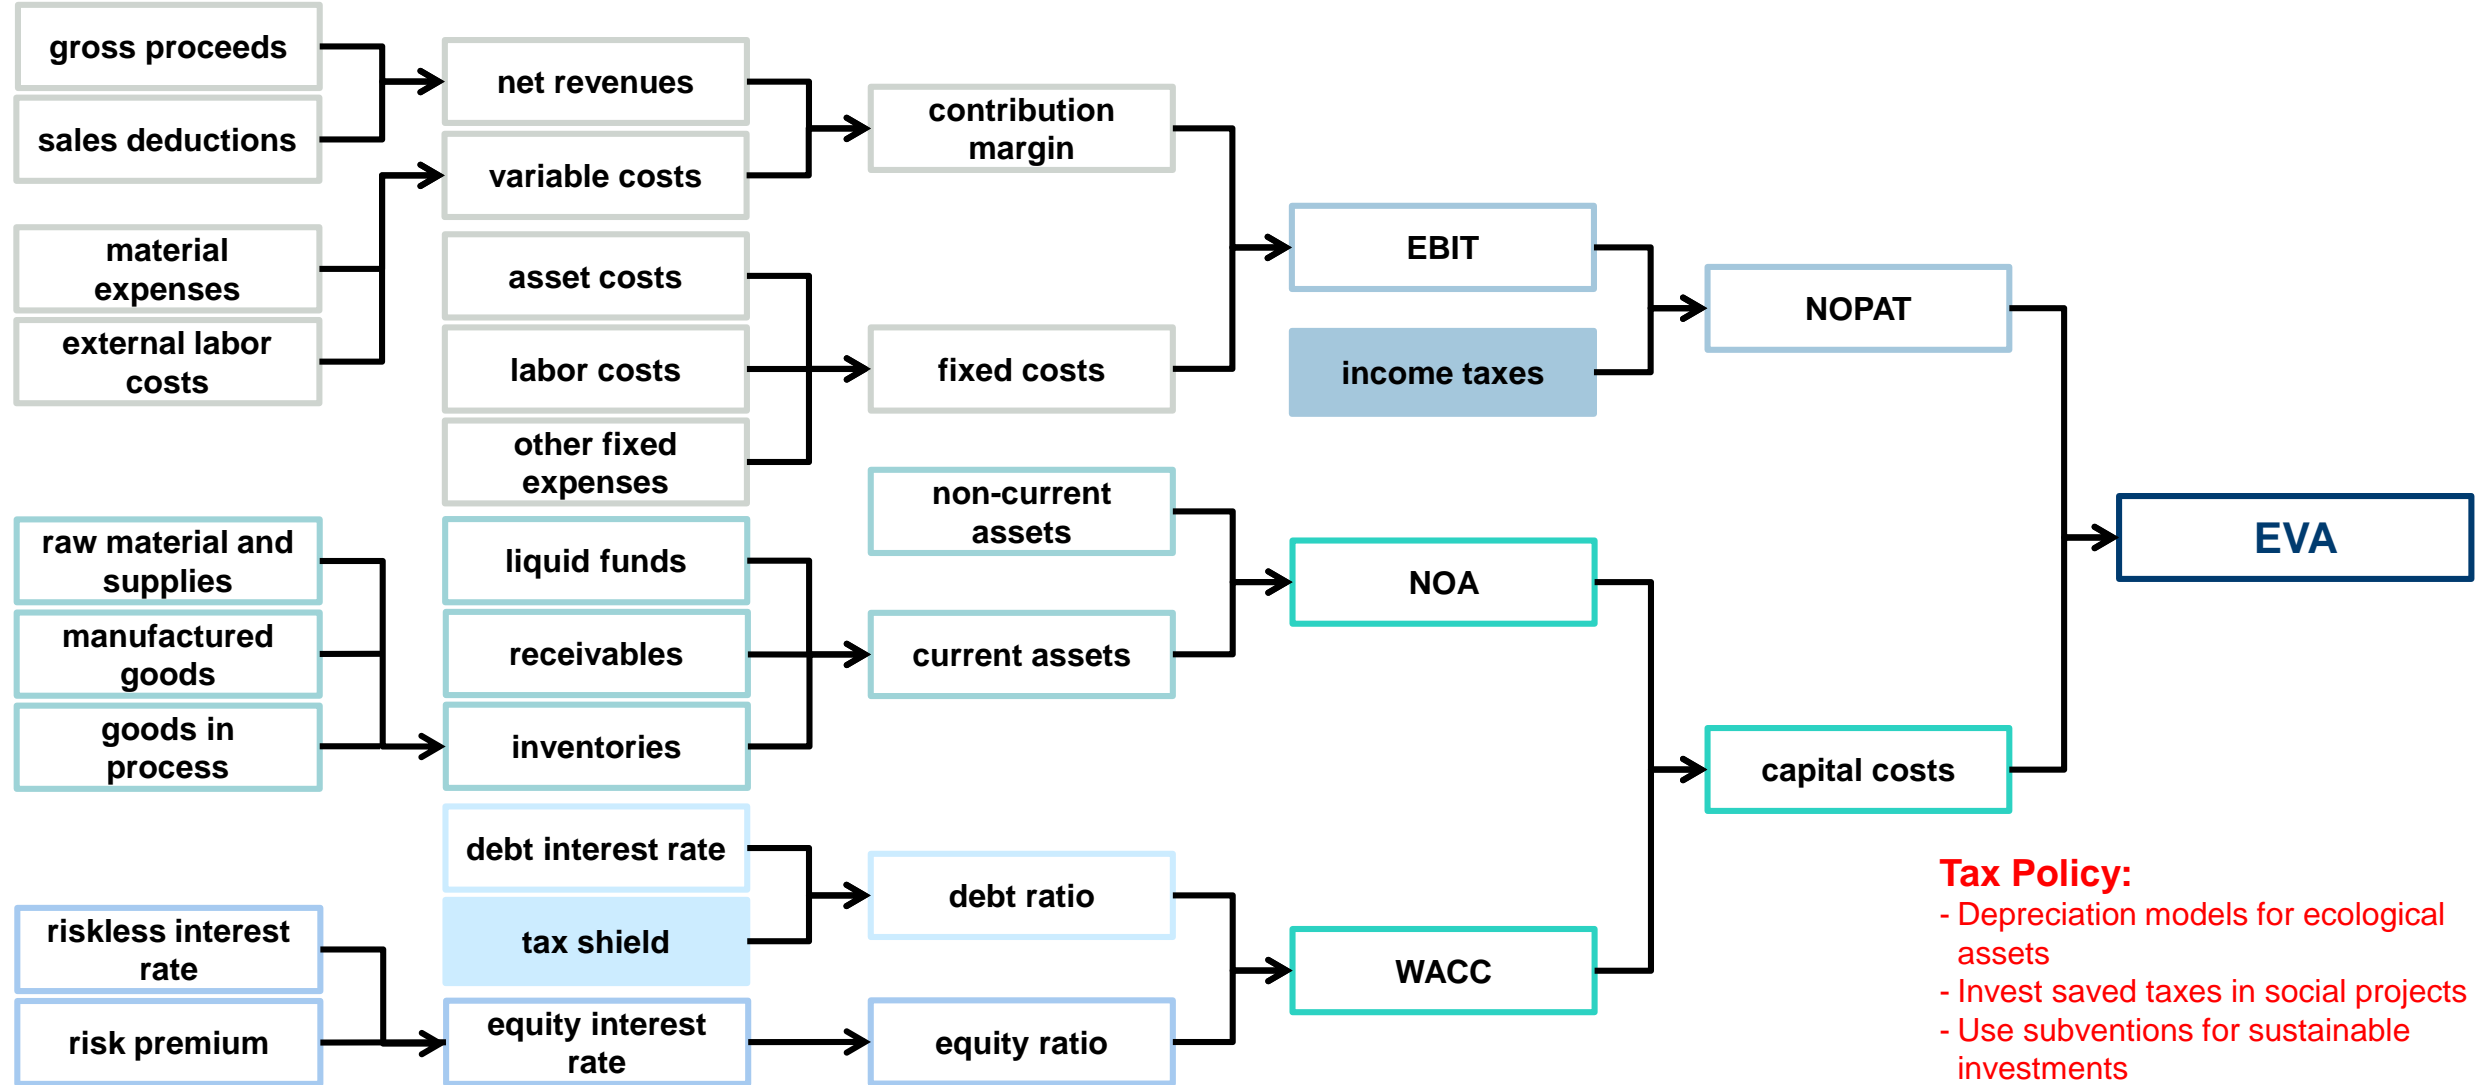 gross proceeds
sales deductions
material
expenses
external labor
costs
raw material and
supplies
manufactured
goods
goods in
process
riskless interest
rate
risk premium
net revenues
variable costs
asset costs
labor costs
other fixed
expenses
liquid funds
receivables
inventories
debt interest rate
tax shield
equity interest
rate
contribution
margin
fixed costs
non-current
assets
current assets
debt ratio
equity ratio
EBIT
income taxes
NOA
WACC
NOPAT
capital costs
EVA
Tax Policy:
- Depreciation models for ecological
assets
- Invest saved taxes in social projects
- Use subventions for sustainable
investments